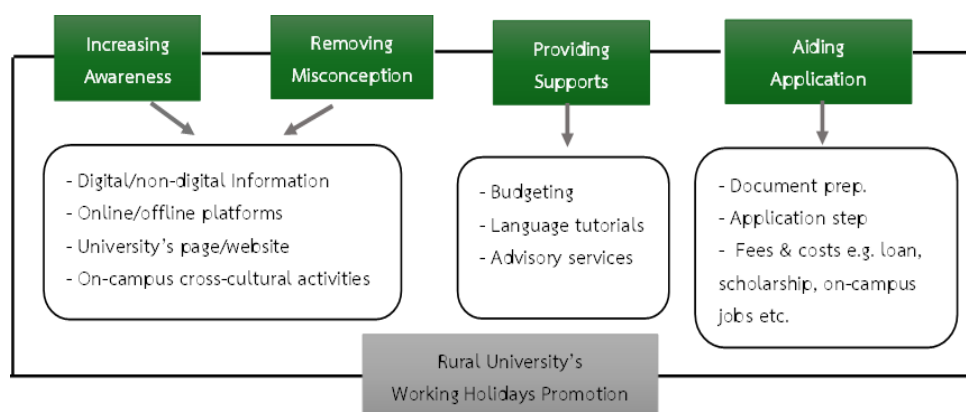 Increasing
Awareness
Removing
Misconception
Providing
Supports
Aiding
Application
- Digital/non-digital Information
- Online/offline platforms
- University's page/website
- On-campus cross-cultural activities
- Budgeting
- Language tutorials
- Advisory services
- Document prep.
- Application step
- Fees & costs e.g. loan,
scholarship, on-campus
jobs etc.
Rural University's
Working Holidays Promotion